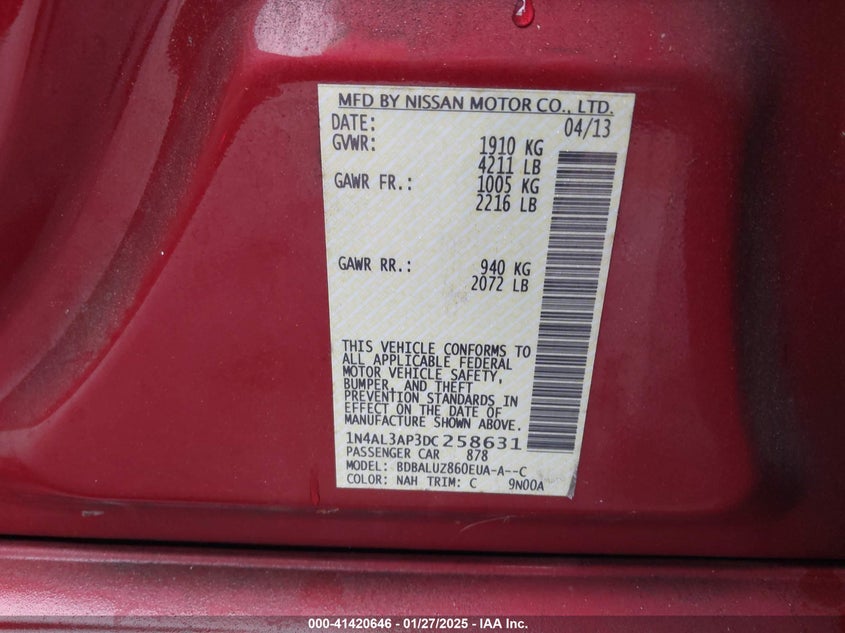 MFD BY NISSAN MOTOR CO., LTD.
DATE: 04/13
GVWR: 1910 KG
4211 LB
GAWR FR.: 1005 KG
2216 LB
GAWR RR.: 940 KG
2072 LB
THIS VEHICLE CONFORMS TO
ALL APPLICABLE FEDERAL
MOTOR VEHICLE SAFETY,
BUMPER, AND THEFT
PREVENTION STANDARDS IN
EFFECT ON THE DATE OF
MANUFACTURE SHOWN ABOVE.
1N4AL3AP3DC258631
PASSENGER CAR 878
MODEL: BDBALUZ860EUA-A--C
COLOR: NAH TRIM: C 9N00A
000-41420646 - 01/27/2025 - IAA Inc.